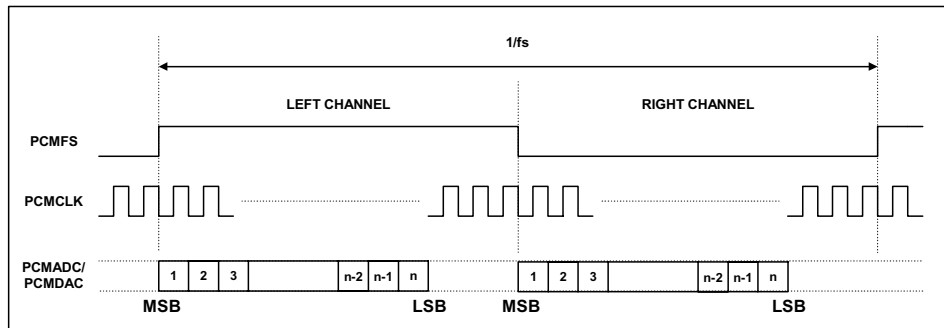 1/fs
LEFT CHANNEL RIGHT CHANNEL
PCMFS
PCMCLK
PCMADC/
PCMDAC
1 2 3 n-2 n-1 n 1 2 3 n-2 n-1 n
MSB LSB MSB LSB